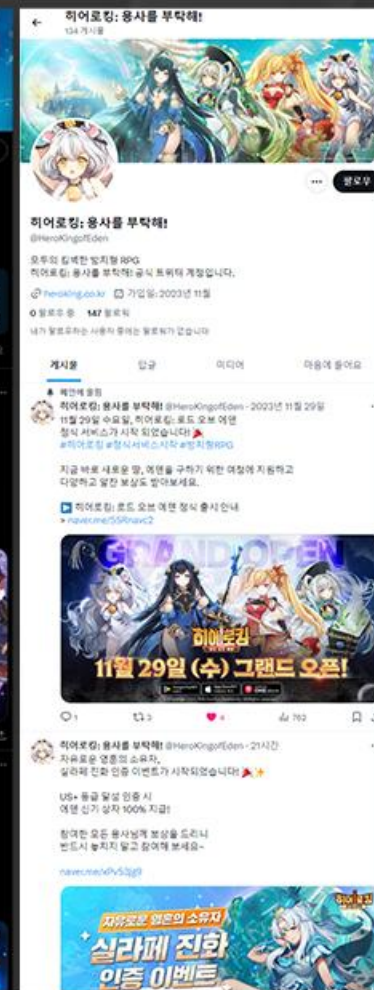 히어로킹: 용사를 부탁해!
134 게시물
팔로우
히어로킹: 용사를 부탁해!
@HeroKingofEden
모두의 킹벽한 방치형 RPG
히어로킹: 용사를 부탁해! 공식 트위터 계정입니다.
heroking.co.kr 가입일: 2023년 11월
0 팔로우 중 147 팔로워
내가 팔로우하는 사용자 중에는 팔로워가 없습니다
게시물 답글 미디어 마음에 들어요
메인에 올림
히어로킹: 용사를 부탁해! @HeroKingofEden · 2023년 11월 29일
11월 29일 수요일, 히어로킹: 로드 오브 에덴
정식 서비스가 시작 되었습니다!
#히어로킹 #정식서비스시작 #방치형RPG
지금 바로 새로운 땅, 에덴을 구하기 위한 여정에 지원하고
다양하고 알찬 보상도 받아보세요.
히어로킹: 로드 오브 에덴 정식 출시 안내
> naver.me/55Rnavc2
GRAND OPEN
히어로킹
11월 29일 (수) 그랜드 오픈!
1 3 4 762
히어로킹: 용사를 부탁해! @HeroKingofEden · 21시간
자유로운 영혼의 소유자,
실라페 진화 인증 이벤트가 시작되었습니다!
US+ 등급 달성 인증 시
에덴 신기 상자 100% 지급!
참여한 모든 용사님께 보상을 드리니
반드시 놓치지 말고 참여해 보세요~
naver.me/xPv53jg9
히어로킹
자유로운 영혼의 소유자
실라페 진화
인증 이벤트